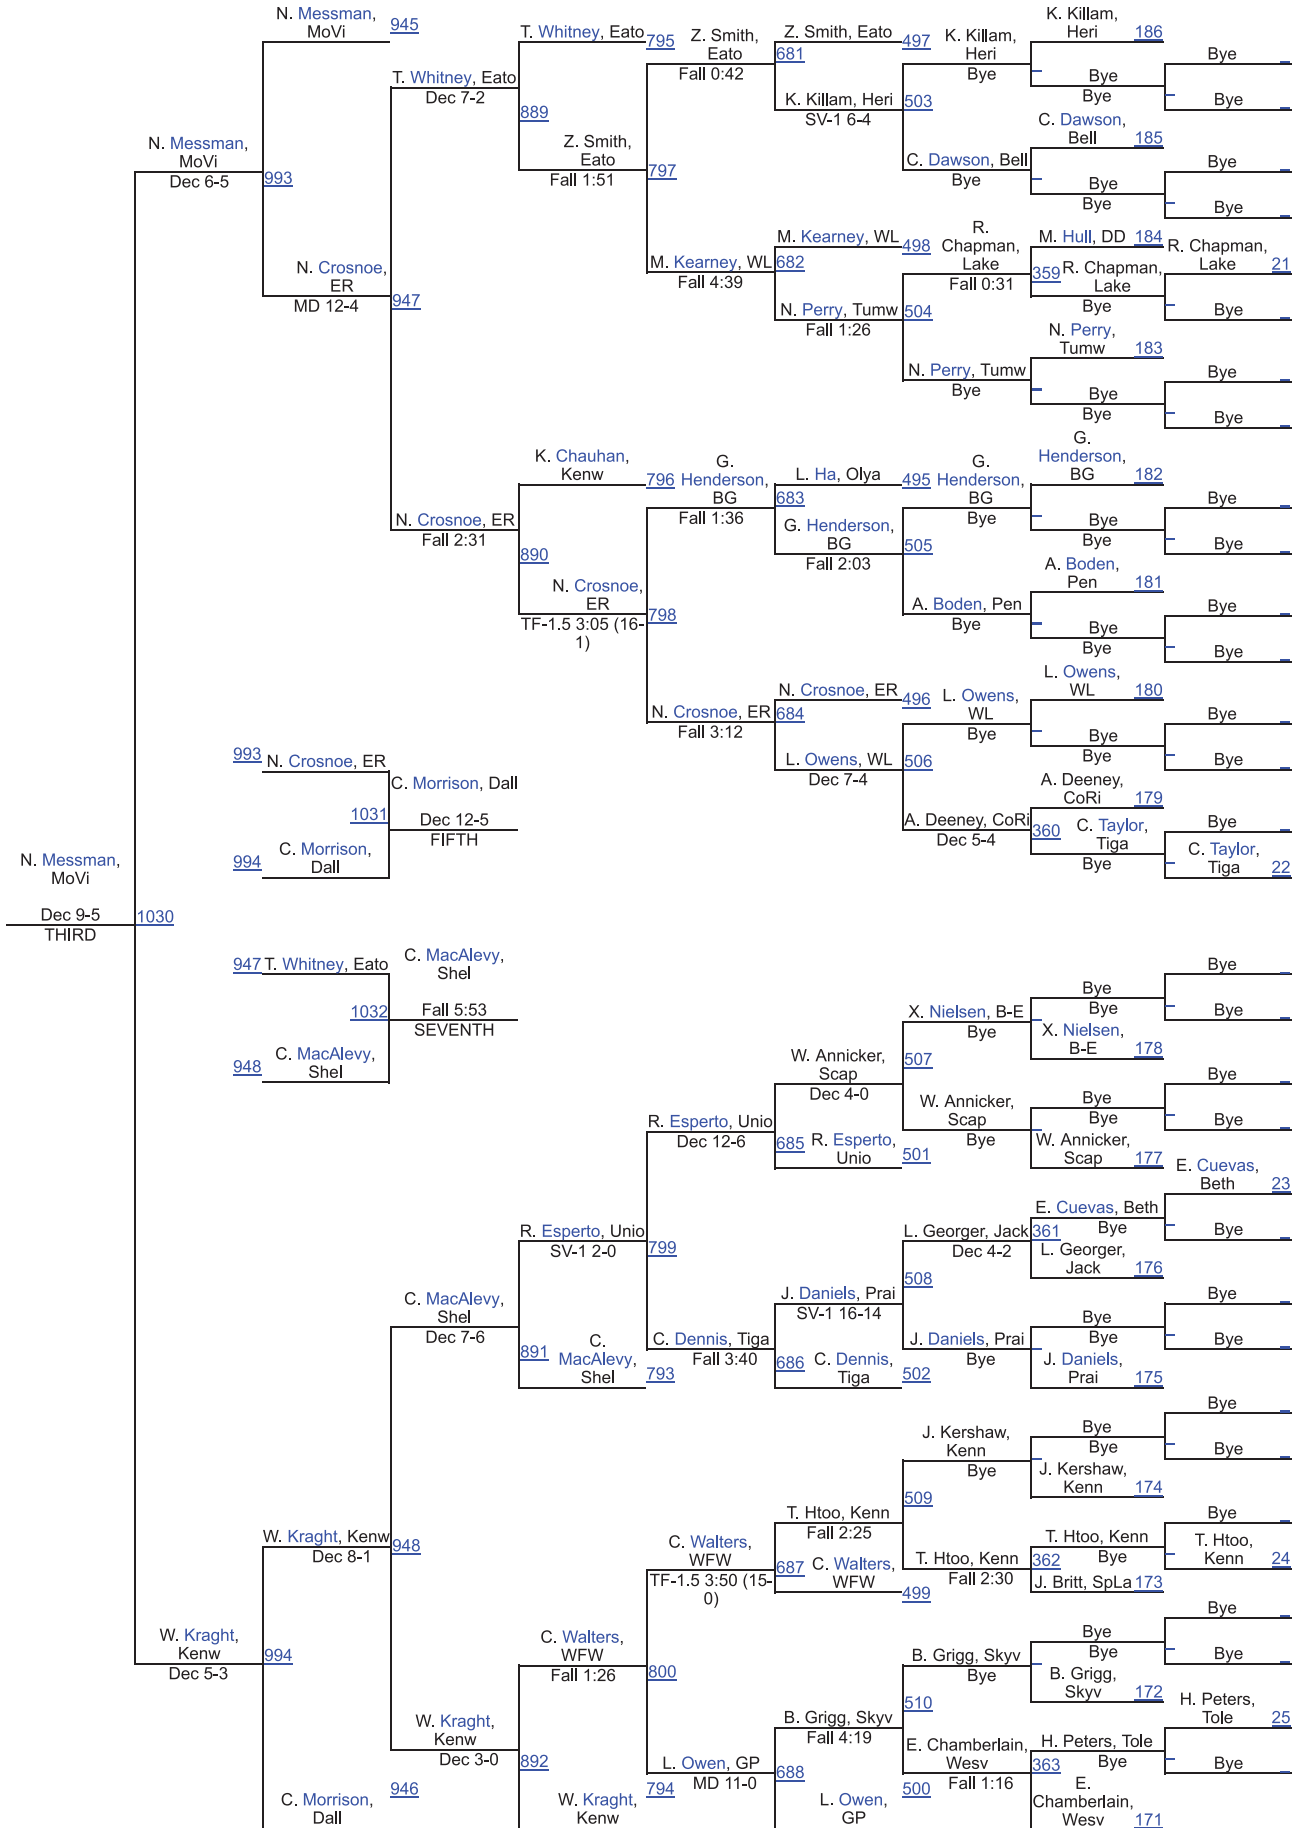 N. Messman,
MoVi
945
T. Whitney, Eato
795
Z. Smith,
Eato
Fall 0:42
Z. Smith, Eato
497
681
K. Killam,
Heri
Bye
K. Killam,
Heri
186
Bye
Bye
Bye
Bye
T. Whitney, Eato
Dec 7-2
889
K. Killam, Heri
SV-1 6-4
503
C. Dawson,
Bell
185
N. Messman,
MoVi
Dec 6-5
993
Z. Smith,
Eato
Fall 1:51
797
C. Dawson, Bell
Bye
Bye
Bye
Bye
Bye
M. Kearney, WL
498
682
R.
Chapman,
Lake
Fall 0:31
M. Hull, DD
184
R. Chapman,
Lake
21
N. Crosnoe,
ER
MD 12-4
947
M. Kearney, WL
Fall 4:39
359
R. Chapman,
Lake
Bye
Bye
N. Perry, Tumw
Fall 1:26
504
N. Perry,
Tumw
183
N. Perry, Tumw
Bye
Bye
Bye
Bye
Bye
K. Chauhan,
Kenw
796
G.
Henderson,
BG
Fall 1:36
L. Ha, Olya
495
683
G.
Henderson,
BG
Bye
G.
Henderson,
BG
182
Bye
Bye
Bye
Bye
N. Crosnoe, ER
Fall 2:31
890
G. Henderson,
BG
Fall 2:03
505
A. Boden,
Pen
181
N. Crosnoe,
ER
TF-1.5 3:05 (16-
1)
798
A. Boden, Pen
Bye
Bye
Bye
Bye
Bye
N. Crosnoe, ER
496
684
L. Owens,
WL
Bye
L. Owens,
WL
180
Bye
Bye
Bye
Bye
N. Crosnoe, ER
Fall 3:12
L. Owens, WL
Dec 7-4
506
993
N. Crosnoe, ER
C. Morrison, Dall
1031
Dec 12-5
FIFTH
A. Deeney,
CoRi
179
A. Deeney, CoRi
Dec 5-4
360
C. Taylor,
Tiga
Bye
Bye
C. Taylor,
Tiga
22
994
C. Morrison,
Dall
N. Messman,
MoVi
Dec 9-5
THIRD
1030
947
T. Whitney, Eato
C. MacAlevy,
Shel
1032
Fall 5:53
SEVENTH
948
C. MacAlevy,
Shel
X. Nielsen, B-E
Bye
Bye
Bye
Bye
X. Nielsen,
B-E
178
W. Annicker,
Scap
Dec 4-0
507
W. Annicker,
Scap
Bye
Bye
Bye
Bye
Bye
W. Annicker,
Scap
177
R. Esperto, Unio
Dec 12-6
685
R. Esperto,
Unio
501
E. Cuevas,
Beth
23
E. Cuevas, Beth
Bye
Bye
R. Esperto, Unio
SV-1 2-0
799
L. Georger, Jack
Dec 4-2
361
L. Georger,
Jack
176
508
J. Daniels, Prai
SV-1 16-14
C. MacAlevy,
Shel
Dec 7-6
891
C.
MacAlevy,
Shel
793
C. Dennis, Tiga
Fall 3:40
686
C. Dennis,
Tiga
502
J. Daniels, Prai
Bye
Bye
Bye
Bye
Bye
J. Daniels,
Prai
175
J. Kershaw,
Kenn
Bye
Bye
Bye
Bye
Bye
J. Kershaw,
Kenn
174
509
T. Htoo, Kenn
Fall 2:25
W. Kraght, Kenw
Dec 8-1
948
C. Walters,
WFW
TF-1.5 3:50 (15-
0)
687
C. Walters,
WFW
499
T. Htoo, Kenn
Fall 2:30
T. Htoo, Kenn
Bye
362
Bye
T. Htoo,
Kenn
24
J. Britt, SpLa
173
W. Kraght,
Kenw
Dec 5-3
994
C. Walters,
WFW
Fall 1:26
800
B. Grigg, Skyv
Bye
Bye
Bye
Bye
Bye
B. Grigg,
Skyv
172
510
B. Grigg, Skyv
Fall 4:19
H. Peters,
Tole
25
W. Kraght,
Kenw
Dec 3-0
892
L. Owen, GP
MD 11-0
688
E. Chamberlain,
Wesv
Fall 1:16
H. Peters, Tole
Bye
363
Bye
C. Morrison,
Dall
946
W. Kraght,
Kenw
794
L. Owen,
GP
500
E.
Chamberlain,
Wesv
171